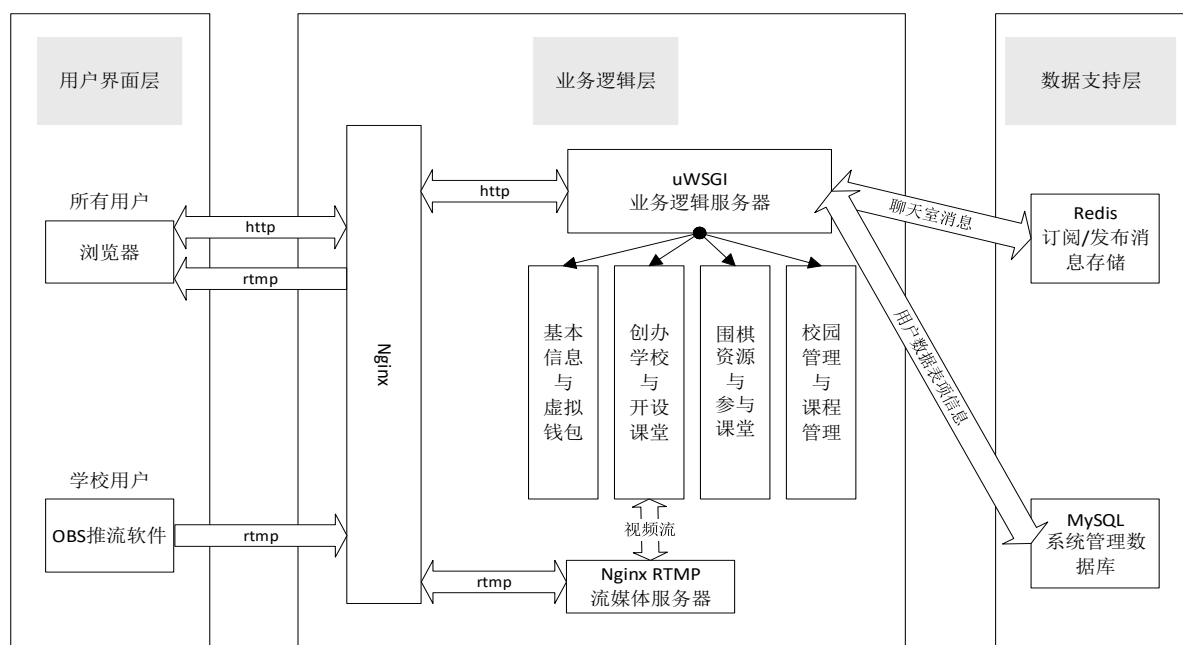 用户界面层
业务逻辑层
数据支持层
所有用户
浏览器
http
rtmp
学校用户
OBS推流软件
rtmp
Nginx
http
uWSGI
业务逻辑服务器
基本
信息
与
虚拟
钱包
创办
学校
与
开设
课堂
围棋
资源
与
参与
课堂
校园
管理
与
课程
管理
视频流
rtmp
Nginx RTMP
流媒体服务器
聊天室消息
用户数据表项信息
Redis
订阅/发布消
息存储
MySQL
系统管理数
据库